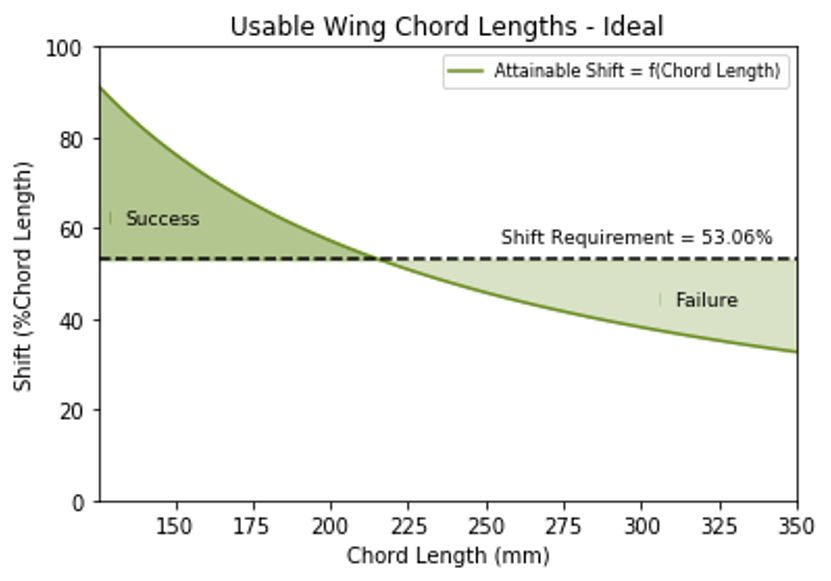 Usable Wing Chord Lengths - Ideal
Attainable Shift = f(Chord Length)
Shift (%Chord Length)
100
80
60
40
20
0
Success
Shift Requirement = 53.06%
Failure
150 175 200 225 250 275 300 325 350
Chord Length (mm)